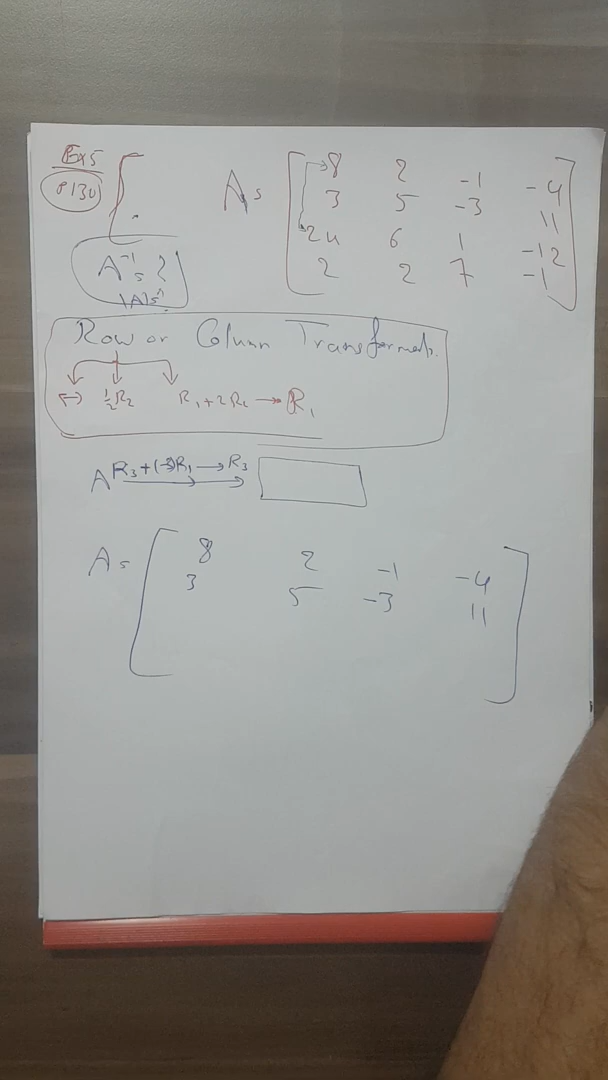 Ex5
P130
A = [ 8 2 -1 -4
3 5 -3 11
24 6 1 -12
2 2 7 -1 ]
A⁻¹ = ?
|A| =
Row or Column Transformed.
↔ ½R₂ R₁ + 2R₂ → R₁
A R₃ + (-3)R₁ → R₃
A = [ 8 2 -1 -4
3 5 -3 11 ]